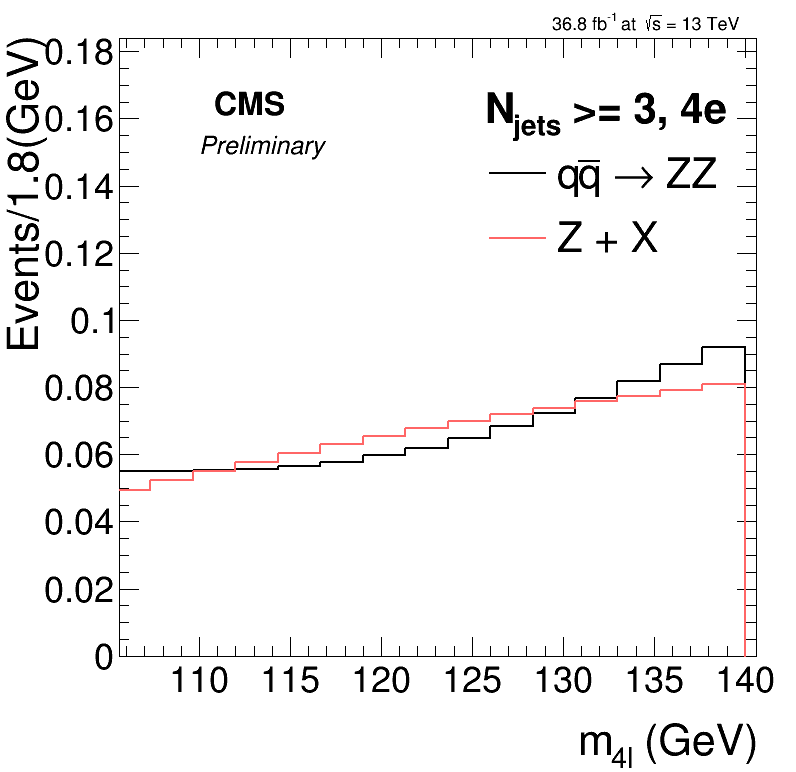 36.8 fb-1 at √s = 13 TeV
CMS
Preliminary
Njets >= 3, 4e
qq̅ → ZZ
Z + X
Events/1.8(GeV)
0.18
0.16
0.14
0.12
0.1
0.08
0.06
0.04
0.02
0
110 115 120 125 130 135 140
m4l (GeV)